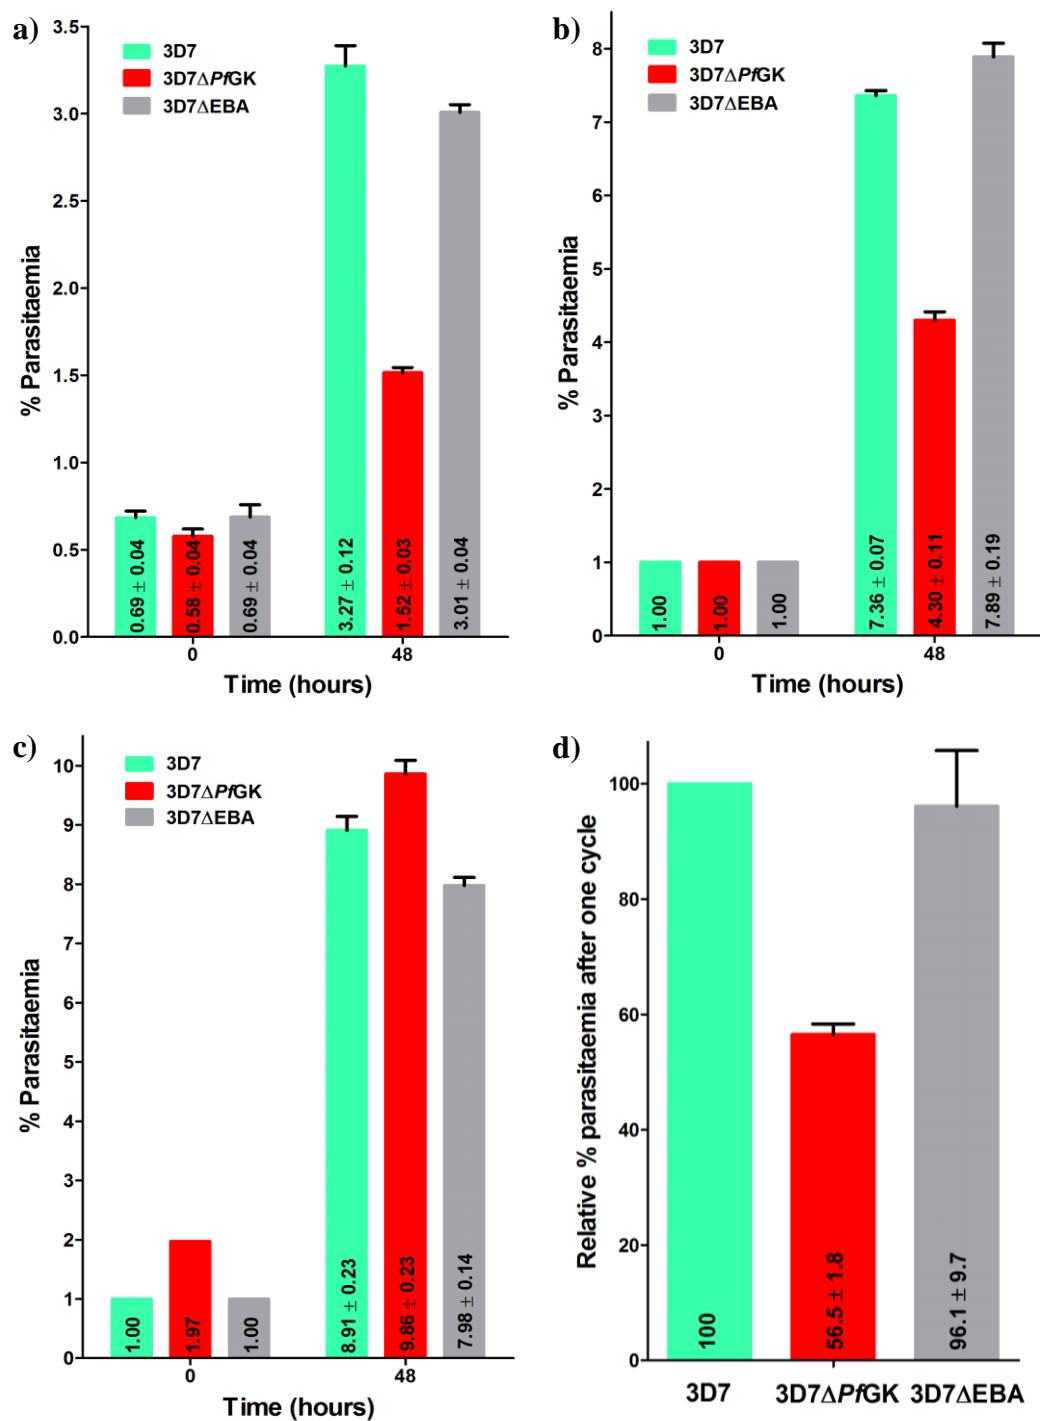 a)
3D7
3D7ΔPfGK
3D7ΔEBA
% Parasitaemia
3.5
3.0
2.5
2.0
1.5
1.0
0.5
0.0
0.69 ± 0.04
0.58 ± 0.04
0.69 ± 0.04
3.27 ± 0.12
1.52 ± 0.03
3.01 ± 0.04
0
48
Time (hours)
b)
3D7
3D7ΔPfGK
3D7ΔEBA
% Parasitaemia
8
7
6
5
4
3
2
1
0
1.00
1.00
1.00
7.36 ± 0.07
4.30 ± 0.11
7.89 ± 0.19
0
48
Time (hours)
c)
3D7
3D7ΔPfGK
3D7ΔEBA
% Parasitaemia
10
9
8
7
6
5
4
3
2
1
0
1.00
1.97
1.00
8.91 ± 0.23
9.86 ± 0.23
7.98 ± 0.14
0
48
Time (hours)
d)
Relative % parasitaemia after one cycle
100
80
60
40
20
0
100
56.5 ± 1.8
96.1 ± 9.7
3D7
3D7ΔPfGK
3D7ΔEBA